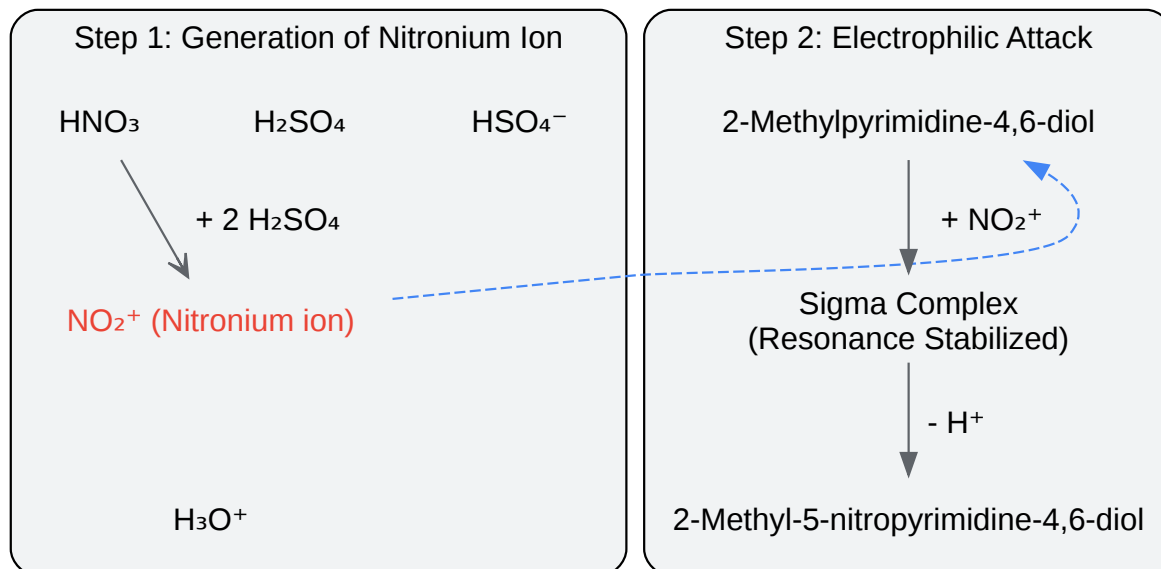 Step 1: Generation of Nitronium Ion
HNO₃
H₂SO₄
HSO₄⁻
+ 2 H₂SO₄
NO₂⁺ (Nitronium ion)
H₃O⁺
Step 2: Electrophilic Attack
2-Methylpyrimidine-4,6-diol
+ NO₂⁺
Sigma Complex
(Resonance Stabilized)
- H⁺
2-Methyl-5-nitropyrimidine-4,6-diol